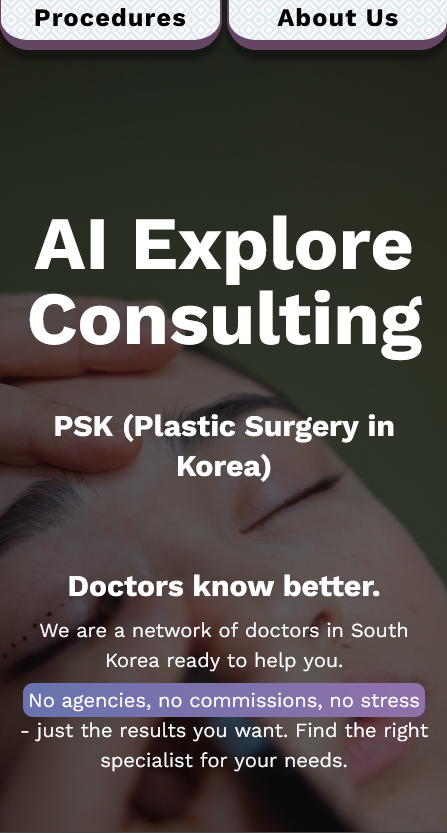 Procedures
About Us
AI Explore
Consulting
PSK (Plastic Surgery in
Korea)
Doctors know better.
We are a network of doctors in South
Korea ready to help you.
No agencies, no commissions, no stress
- just the results you want. Find the right
specialist for your needs.